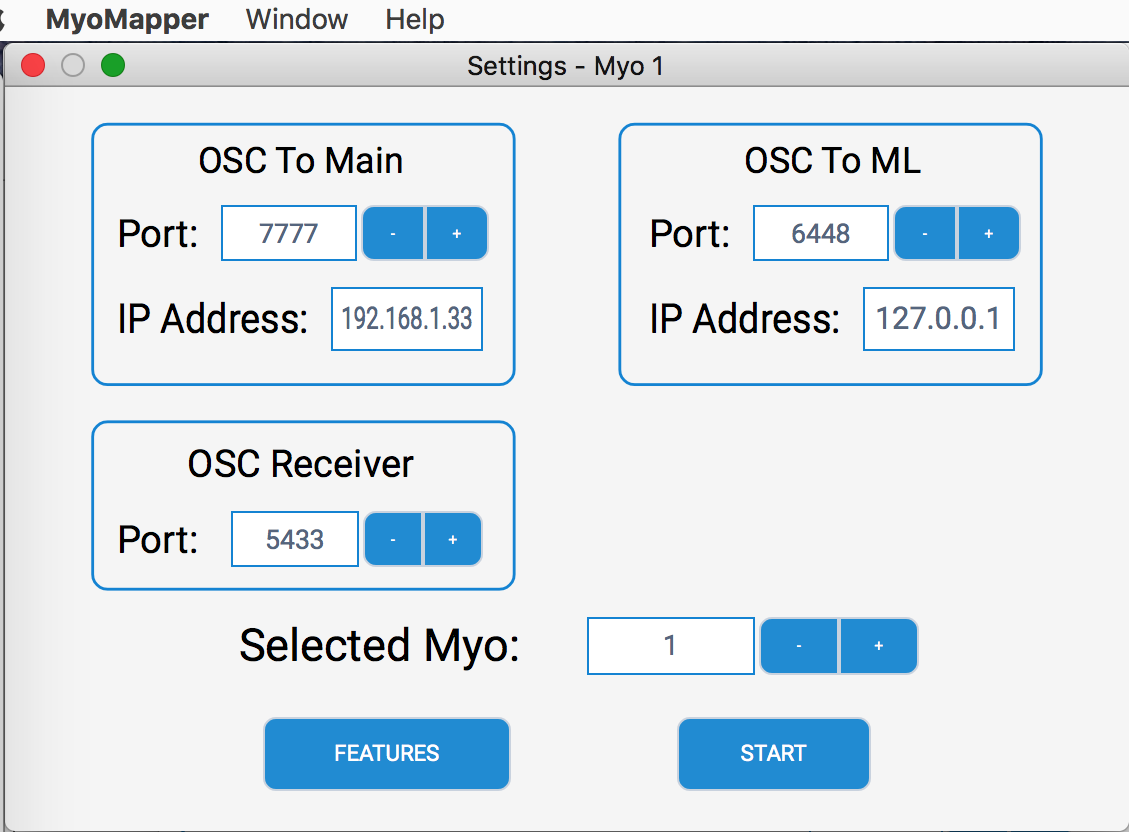 MyoMapper Window Help
Settings - Myo 1
OSC To Main
Port: 7777 - +
IP Address: 192.168.1.33
OSC To ML
Port: 6448 - +
IP Address: 127.0.0.1
OSC Receiver
Port: 5433 - +
Selected Myo: 1 - +
FEATURES START